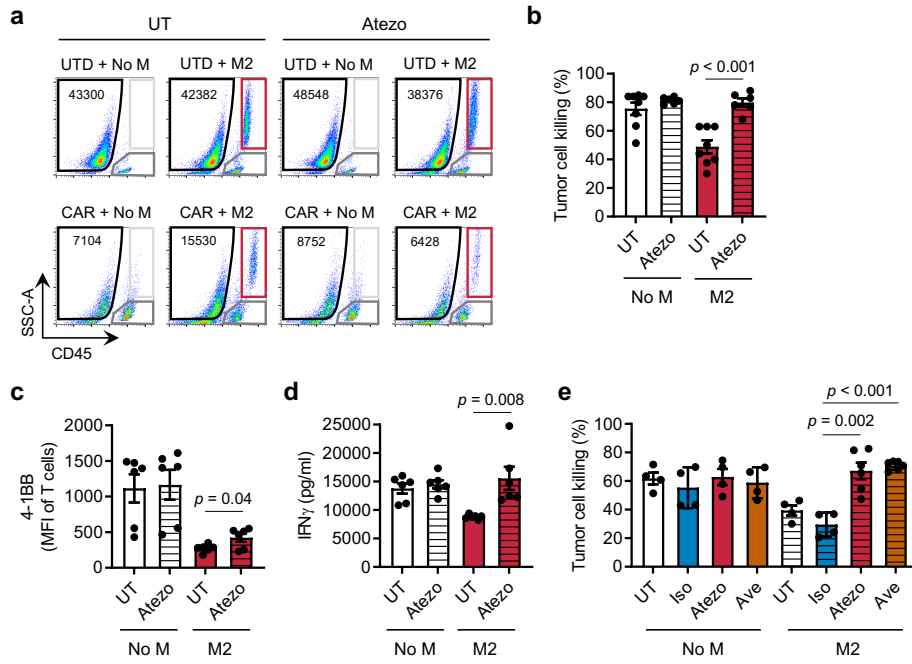 a
UT
Atezo
UTD + No M
UTD + M2
UTD + No M
UTD + M2
43300
42382
48548
38376
CAR + No M
CAR + M2
CAR + No M
CAR + M2
7104
15530
8752
6428
SSC-A
CD45
b
p < 0.001
Tumor cell killing (%)
100
80
60
40
20
0
UT
Atezo
UT
Atezo
No M
M2
c
4-1BB
(MFI of T cells)
2000
1500
1000
500
0
p = 0.04
UT
Atezo
UT
Atezo
No M
M2
d
IFNγ (pg/ml)
30000
25000
20000
15000
10000
5000
0
p = 0.008
UT
Atezo
UT
Atezo
No M
M2
e
Tumor cell killing (%)
100
80
60
40
20
0
p < 0.001
p = 0.002
UT
Iso
Atezo
Ave
UT
Iso
Atezo
Ave
No M
M2